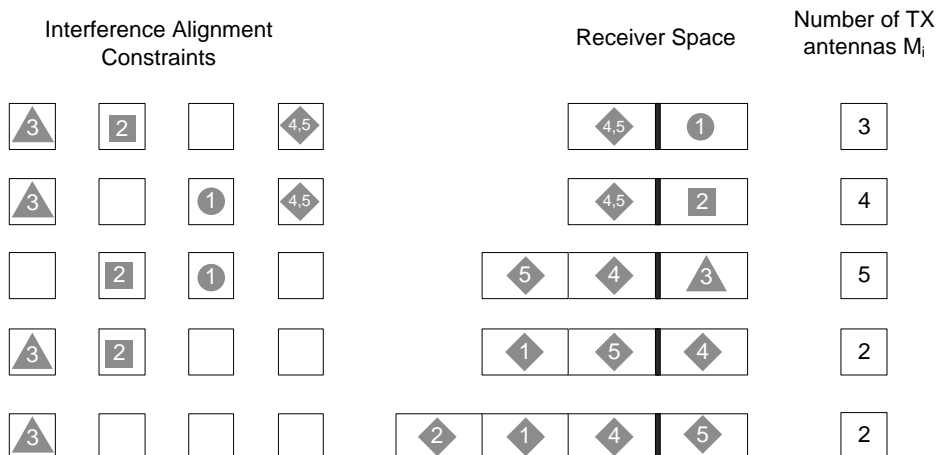 Interference Alignment
Constraints
Receiver Space
Number of TX
antennas Mi
3 2 4,5 4,5 1 3
3 1 4,5 4,5 2 4
2 1 5 4 3 5
3 2 1 5 4 2
3 2 1 4 5 2